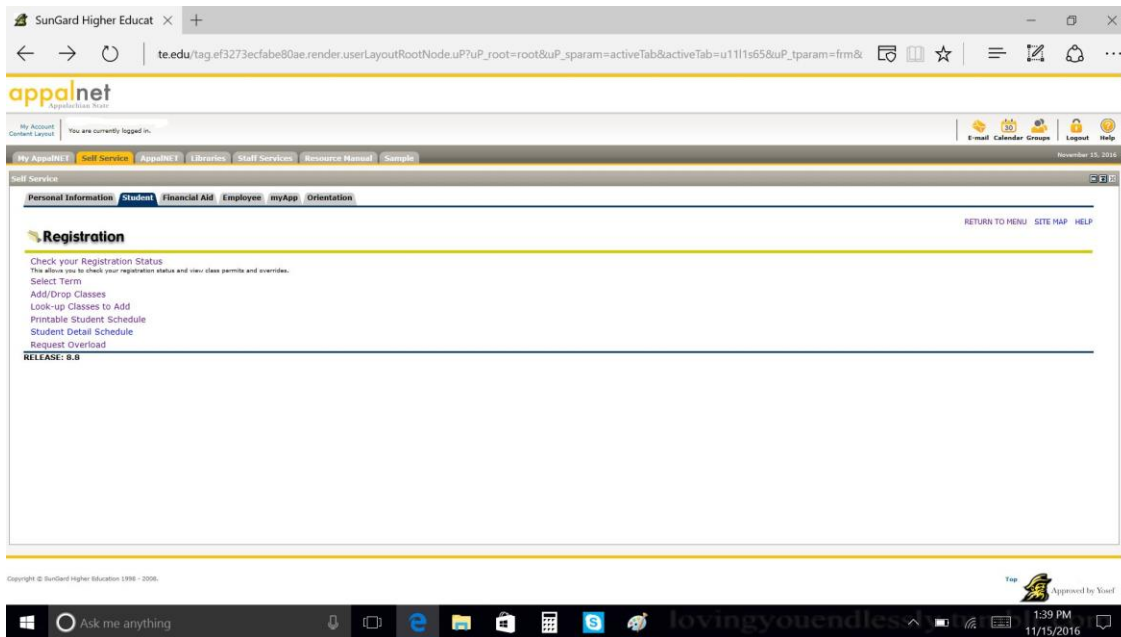 SunGard Higher Educat
te.edu/tag.ef3273ecfabe80ae.render.userLayoutRootNode.uP?uP_root=root&uP_sparam=activeTab&activeTab=u11l1s65&uP_tparam=frm&
appalnet
Appalachian State
My Account
Content Layout
You are currently logged in.
30
E-mail Calendar Groups Logout Help
My AppalNET Self Service AppalNET Libraries Staff Services Resource Manual Sample
November 15, 2016
Self Service
Personal Information Student Financial Aid Employee myApp Orientation
RETURN TO MENU SITE MAP HELP
Registration
Check your Registration Status
This allows you to check your registration status and view class permits and overrides.
Select Term
Add/Drop Classes
Look-up Classes to Add
Printable Student Schedule
Student Detail Schedule
Request Overload
RELEASE: 8.8
Copyright © SunGard Higher Education 1998 - 2006.
Top
Approved by Yosef
Ask me anything
1:39 PM
11/15/2016